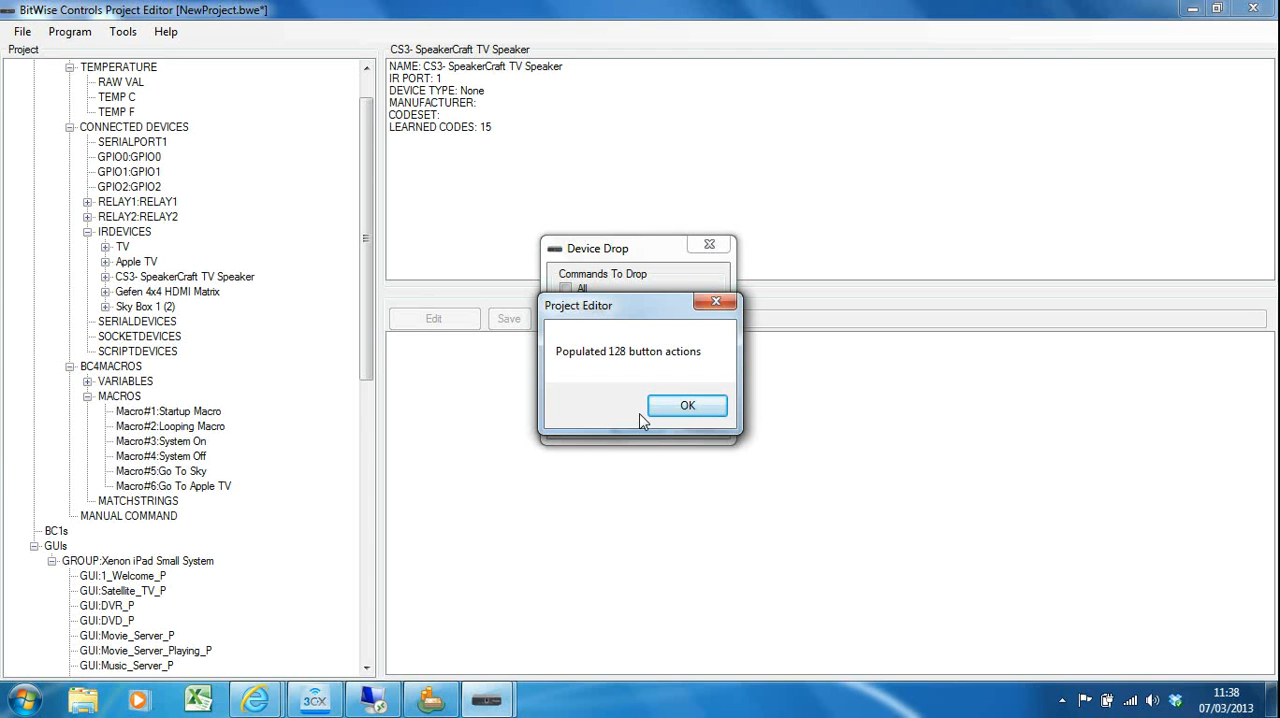 BitWise Controls Project Editor [NewProject.bwe*]
File Program Tools Help
Project
TEMPERATURE
RAW VAL
TEMP C
TEMP F
CONNECTED DEVICES
SERIALPORT1
GPIO0:GPIO0
GPIO1:GPIO1
GPIO2:GPIO2
RELAY1:RELAY1
RELAY2:RELAY2
IRDEVICES
TV
Apple TV
CS3- SpeakerCraft TV Speaker
Gefen 4x4 HDMI Matrix
Sky Box 1 (2)
SERIALDEVICES
SOCKETDEVICES
SCRIPTDEVICES
BC4MACROS
VARIABLES
MACROS
Macro#1:Startup Macro
Macro#2:Looping Macro
Macro#3:System On
Macro#4:System Off
Macro#5:Go To Sky
Macro#6:Go To Apple TV
MATCHSTRINGS
MANUAL COMMAND
BC1s
GUIs
GROUP:Xenon iPad Small System
GUI:1_Welcome_P
GUI:Satellite_TV_P
GUI:DVR_P
GUI:DVD_P
GUI:Movie_Server_P
GUI:Movie_Server_Playing_P
GUI:Music_Server_P
CS3- SpeakerCraft TV Speaker
NAME: CS3- SpeakerCraft TV Speaker
IR PORT: 1
DEVICE TYPE: None
MANUFACTURER:
CODESET:
LEARNED CODES: 15
Edit Save
Device Drop
Commands To Drop
All
Project Editor
Populated 128 button actions
OK
3CX
11:38
07/03/2013